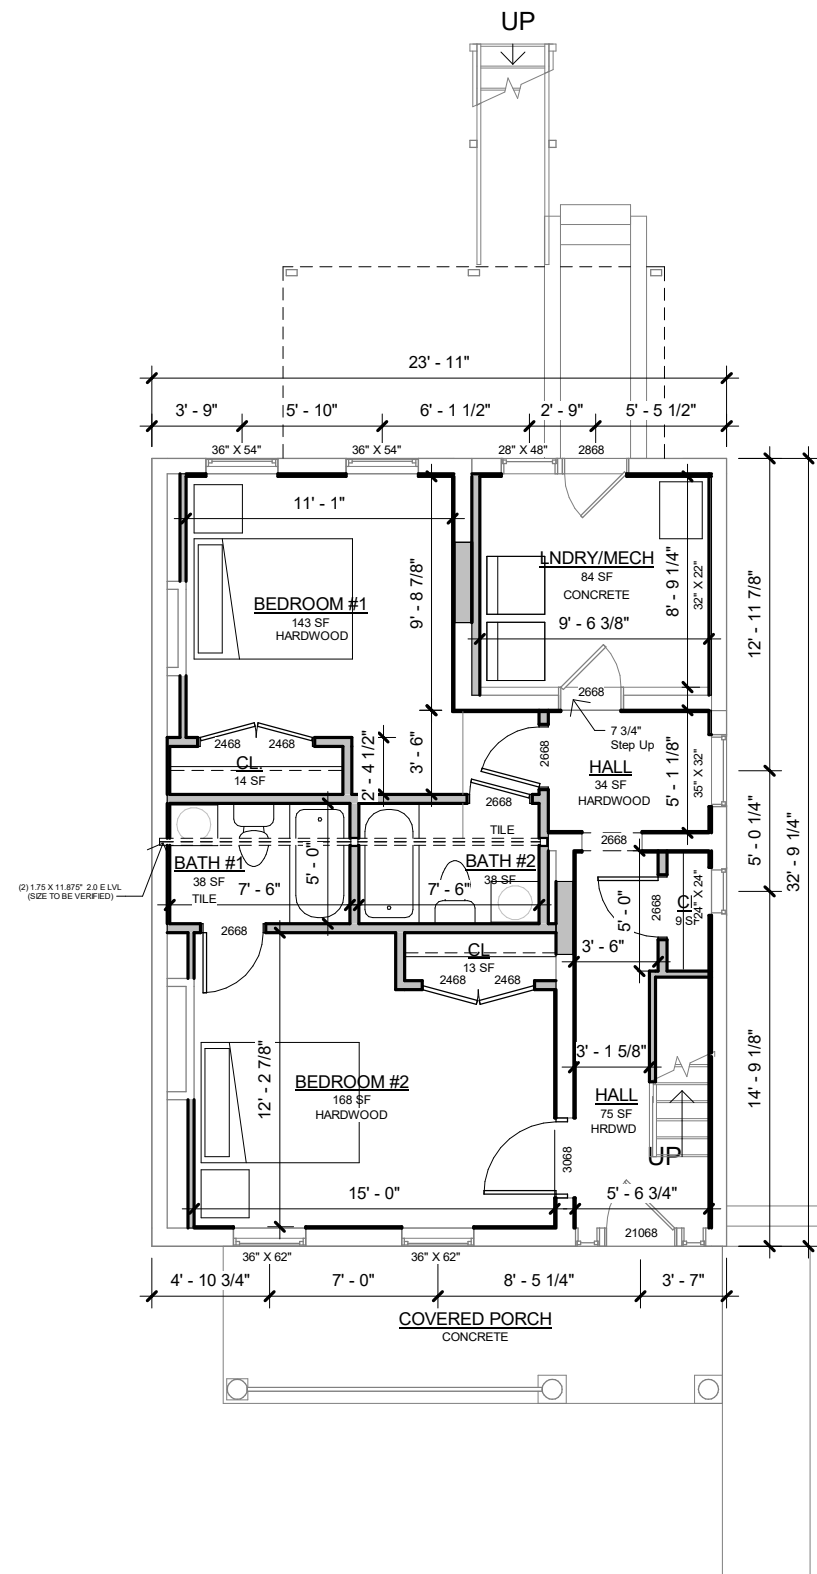 UP
23' - 11"
3' - 9"
5' - 10"
6' - 1 1/2"
2' - 9"
5' - 5 1/2"
36" X 54"
36" X 54"
28" X 48"
2868
11' - 1"
9' - 8 7/8"
BEDROOM #1
143 SF
HARDWOOD
LNDRY/MECH
84 SF
CONCRETE
9' - 6 3/8"
8' - 9 1/4"
32" X 22"
12' - 11 7/8"
2668
7 3/4"
Step Up
2468
2468
CL.
14 SF
2' - 4 1/2"
3' - 6"
2668
HALL
34 SF
HARDWOOD
5' - 1 1/8"
35" X 32"
5' - 0 1/4"
32' - 9 1/4"
2668
TILE
2668
BATH #1
38 SF
TILE
7' - 6"
5' - 0"
BATH #2
38 SF
7' - 6"
(2) 1.75 X 11.875" 2.0 E LVL
(SIZE TO BE VERIFIED)
5' - 0"
2668
9 SF
24" X 24"
3' - 6"
2668
CL
13 SF
2468
2468
12' - 2 7/8"
BEDROOM #2
168 SF
HARDWOOD
3' - 1 5/8"
HALL
75 SF
HRDWD
14' - 9 1/8"
UP
3068
15' - 0"
5' - 6 3/4"
21068
36" X 62"
36" X 62"
4' - 10 3/4"
7' - 0"
8' - 5 1/4"
3' - 7"
COVERED PORCH
CONCRETE